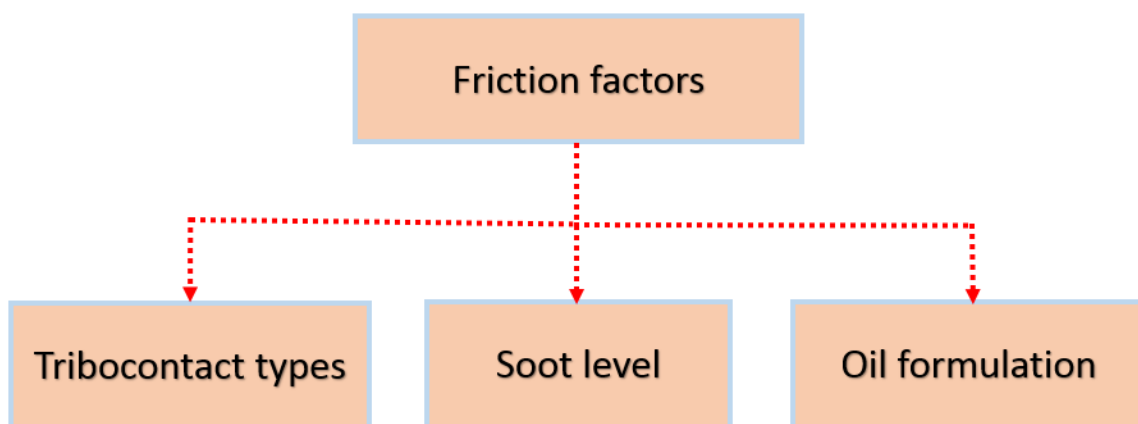 Friction factors
Tribocontact types
Soot level
Oil formulation